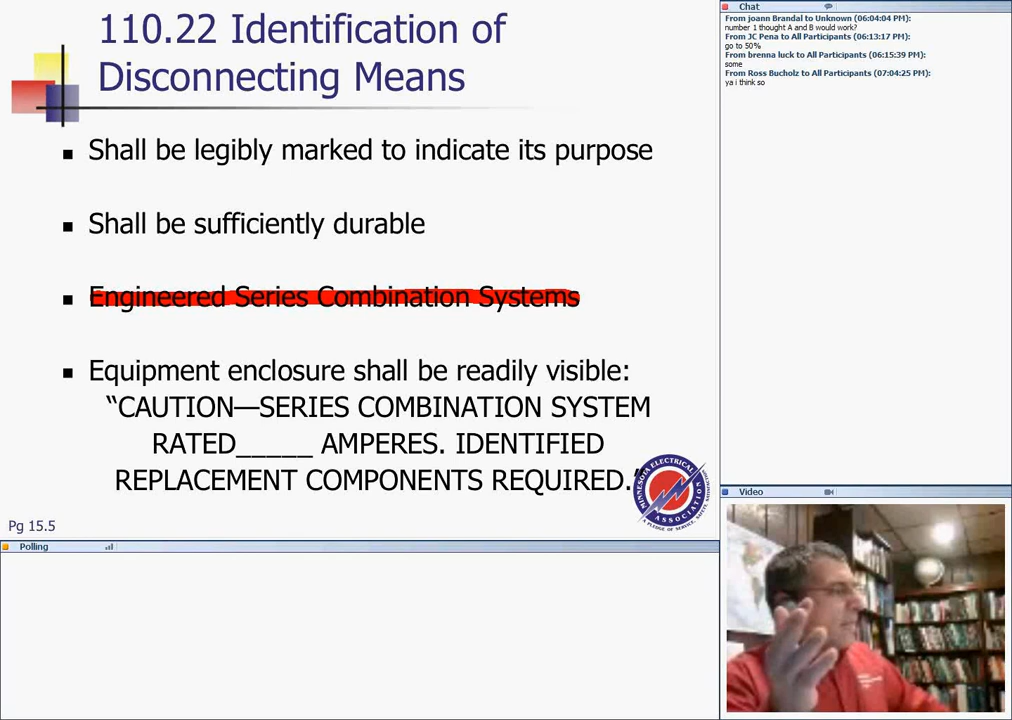 110.22 Identification of
Disconnecting Means
Shall be legibly marked to indicate its purpose
Shall be sufficiently durable
Engineered Series Combination Systems
Equipment enclosure shall be readily visible:
“CAUTION—SERIES COMBINATION SYSTEM
RATED_____ AMPERES. IDENTIFIED
REPLACEMENT COMPONENTS REQUIRED.”
MINNESOTA ELECTRICAL
ASSOCIATION
Pg 15.5
Polling
Chat
From joann Brandal to Unknown (06:04:04 PM):
number 1 thought A and B would work?
From JC Pena to All Participants (06:13:17 PM):
go to 50%
From brenna luck to All Participants (06:15:39 PM):
some
From Ross Bucholz to All Participants (07:04:25 PM):
ya i think so
Video